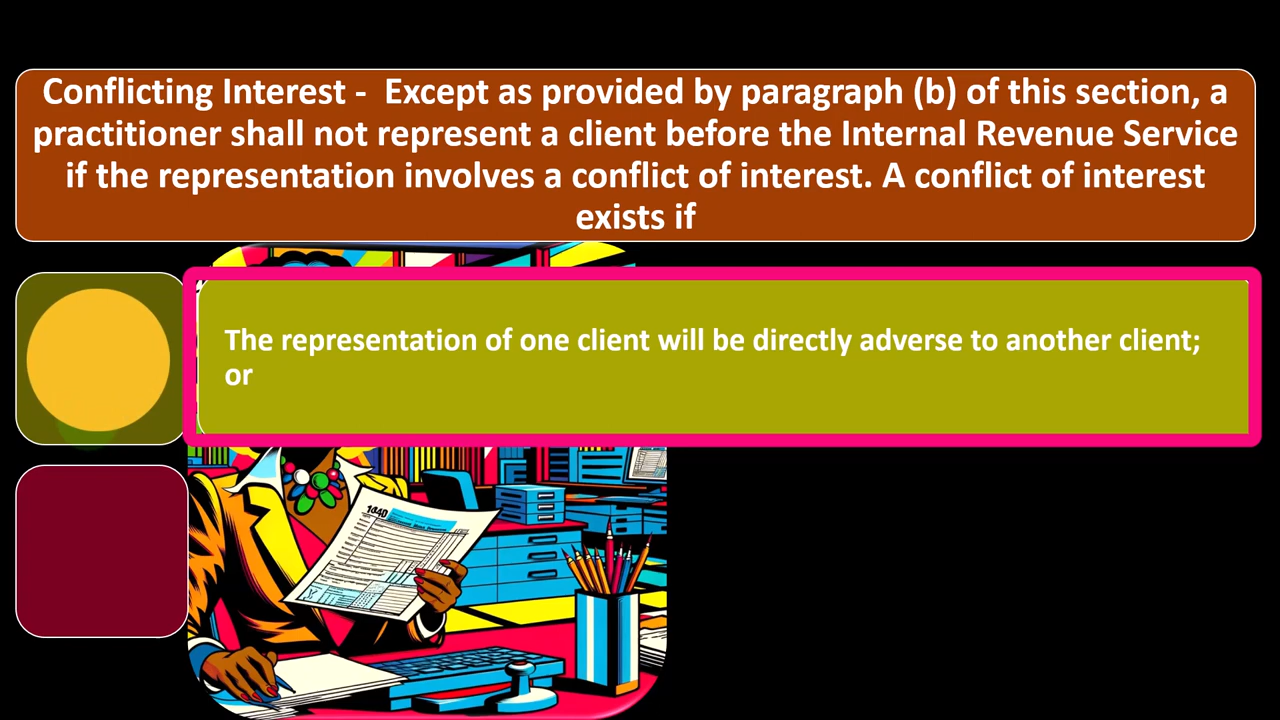 Conflicting Interest - Except as provided by paragraph (b) of this section, a
practitioner shall not represent a client before the Internal Revenue Service
if the representation involves a conflict of interest. A conflict of interest
exists if
The representation of one client will be directly adverse to another client;
or
1040